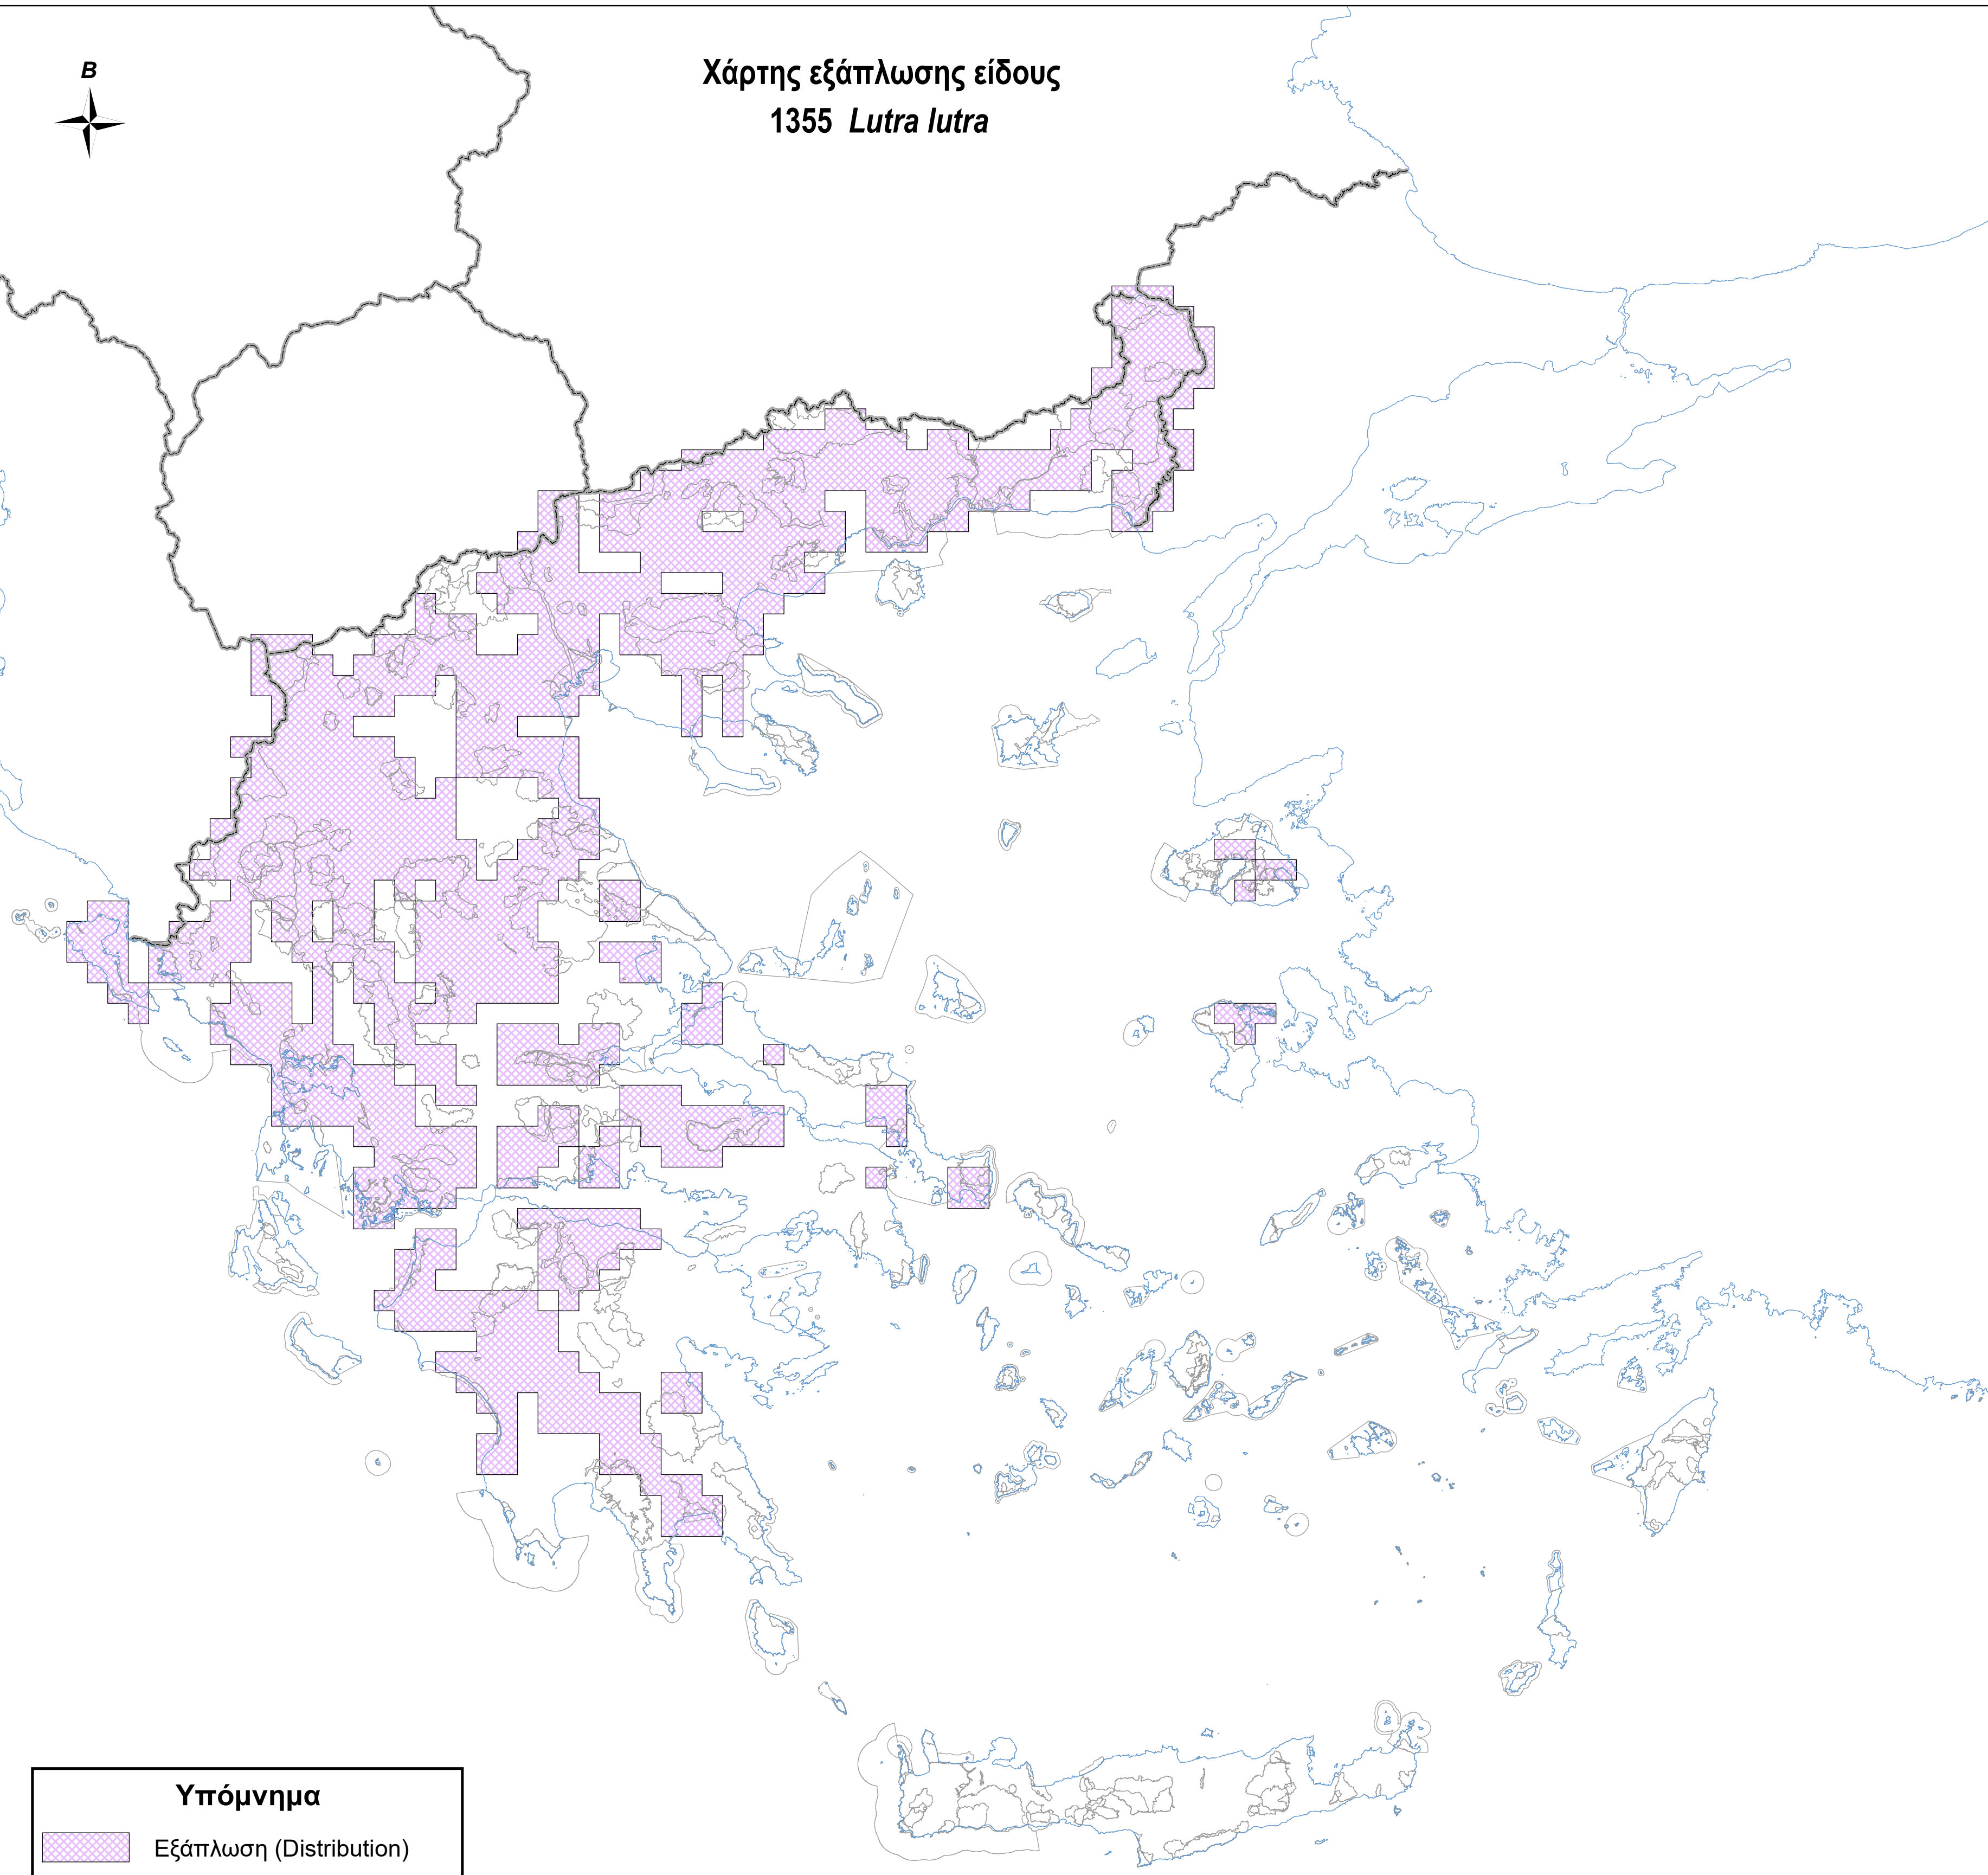 B
Χάρτης εξάπλωσης είδους
1355 Lutra lutra
Υπόμνημα
Εξάπλωση (Distribution)